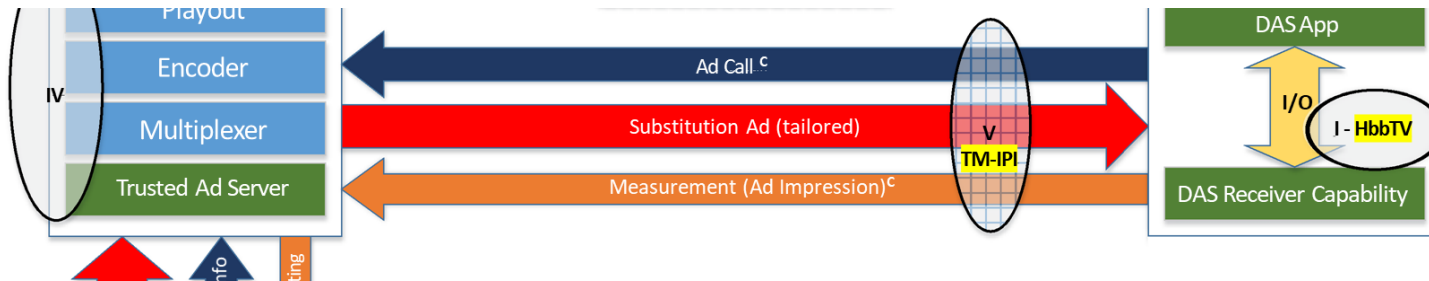 Playout
DAS App
Encoder
Ad Call c
IV
I/O
Multiplexer
Substitution Ad (tailored)
V
I - HbbTV
TM-IPI
Trusted Ad Server
Measurement (Ad Impression)c
DAS Receiver Capability